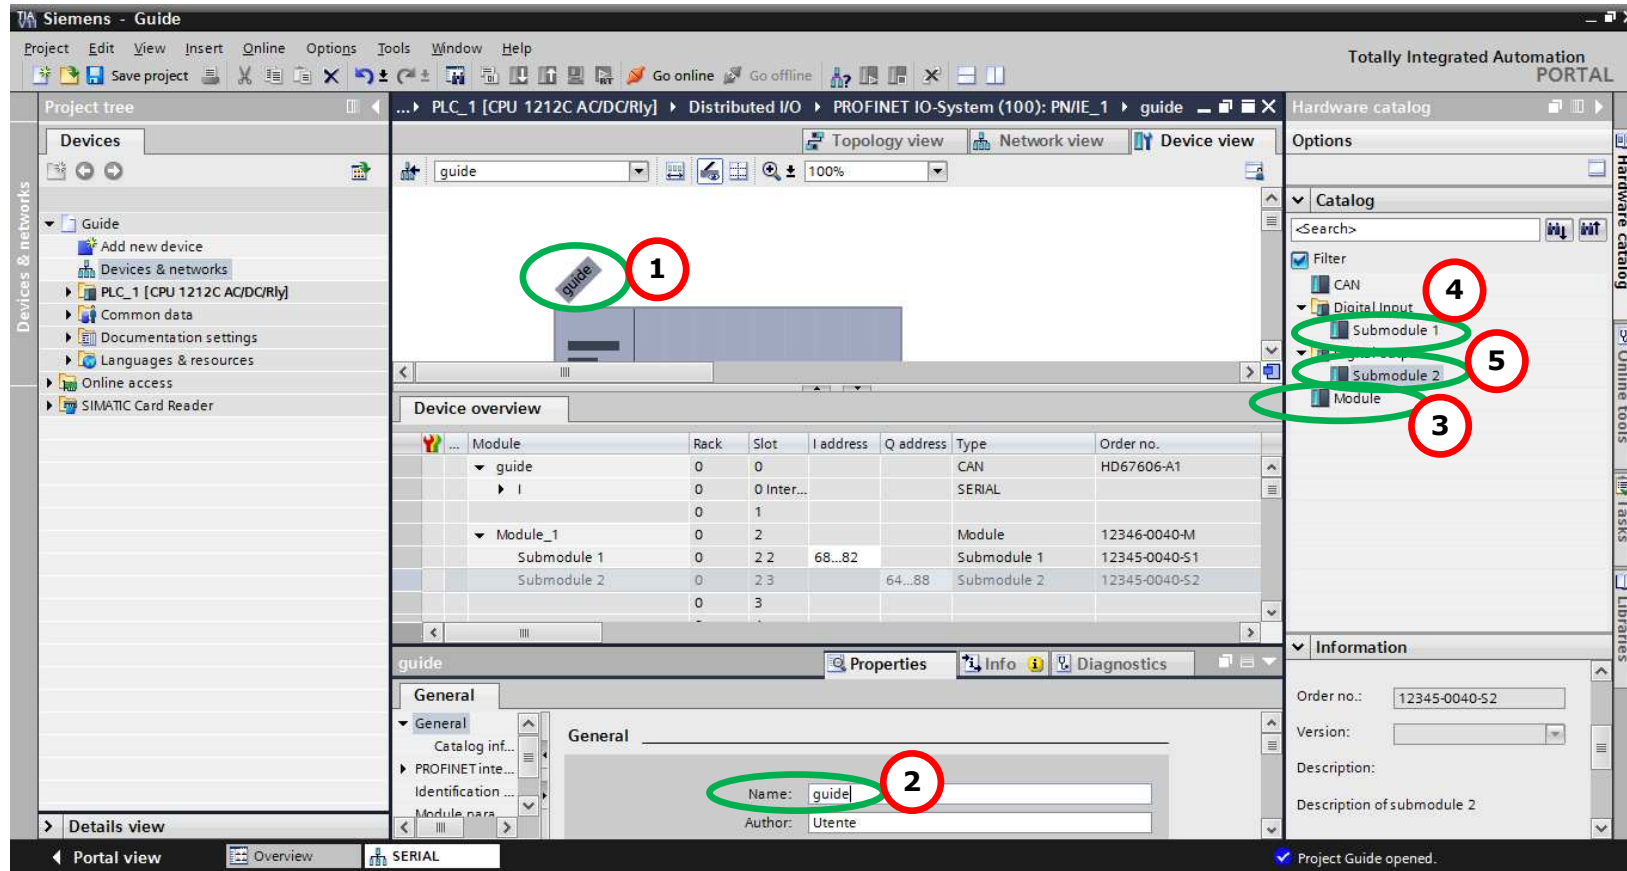 Siemens - Guide
Project Edit View Insert Online Options Tools Window Help
Totally Integrated Automation
PORTAL
Save project Go online Go offline
Project tree
... PLC_1 [CPU 1212C AC/DC/Rly] Distributed I/O PROFINET IO-System (100): PN/IE_1 guide
Hardware catalog
Devices
Topology view Network view Device view
Options
guide 100%
Devices & networks
Guide
Add new device
Devices & networks
PLC_1 [CPU 1212C AC/DC/Rly]
Common data
Documentation settings
Languages & resources
Online access
SIMATIC Card Reader
guide
1
Catalog
<Search>
Filter
CAN
4
Digital Input
Submodule 1
5
Submodule 2
Module
3
Hardware catalog
Online tools
Tasks
Libraries
Device overview
... Module Rack Slot I address Q address Type Order no.
guide 0 0 CAN HD67606-A1
I 0 0 Inter... SERIAL
0 1
Module_1 0 2 Module 12346-0040-M
Submodule 1 0 2 2 68...82 Submodule 1 12345-0040-S1
Submodule 2 0 2 3 64...88 Submodule 2 12345-0040-S2
0 3
guide
Properties Info Diagnostics
General
General
Catalog inf...
PROFINET inte...
Identification ...
Module para...
General
2
Name: guide
Author: Utente
Information
Order no.: 12345-0040-S2
Version:
Description:
Description of submodule 2
Details view
Portal view Overview SERIAL
Project Guide opened.